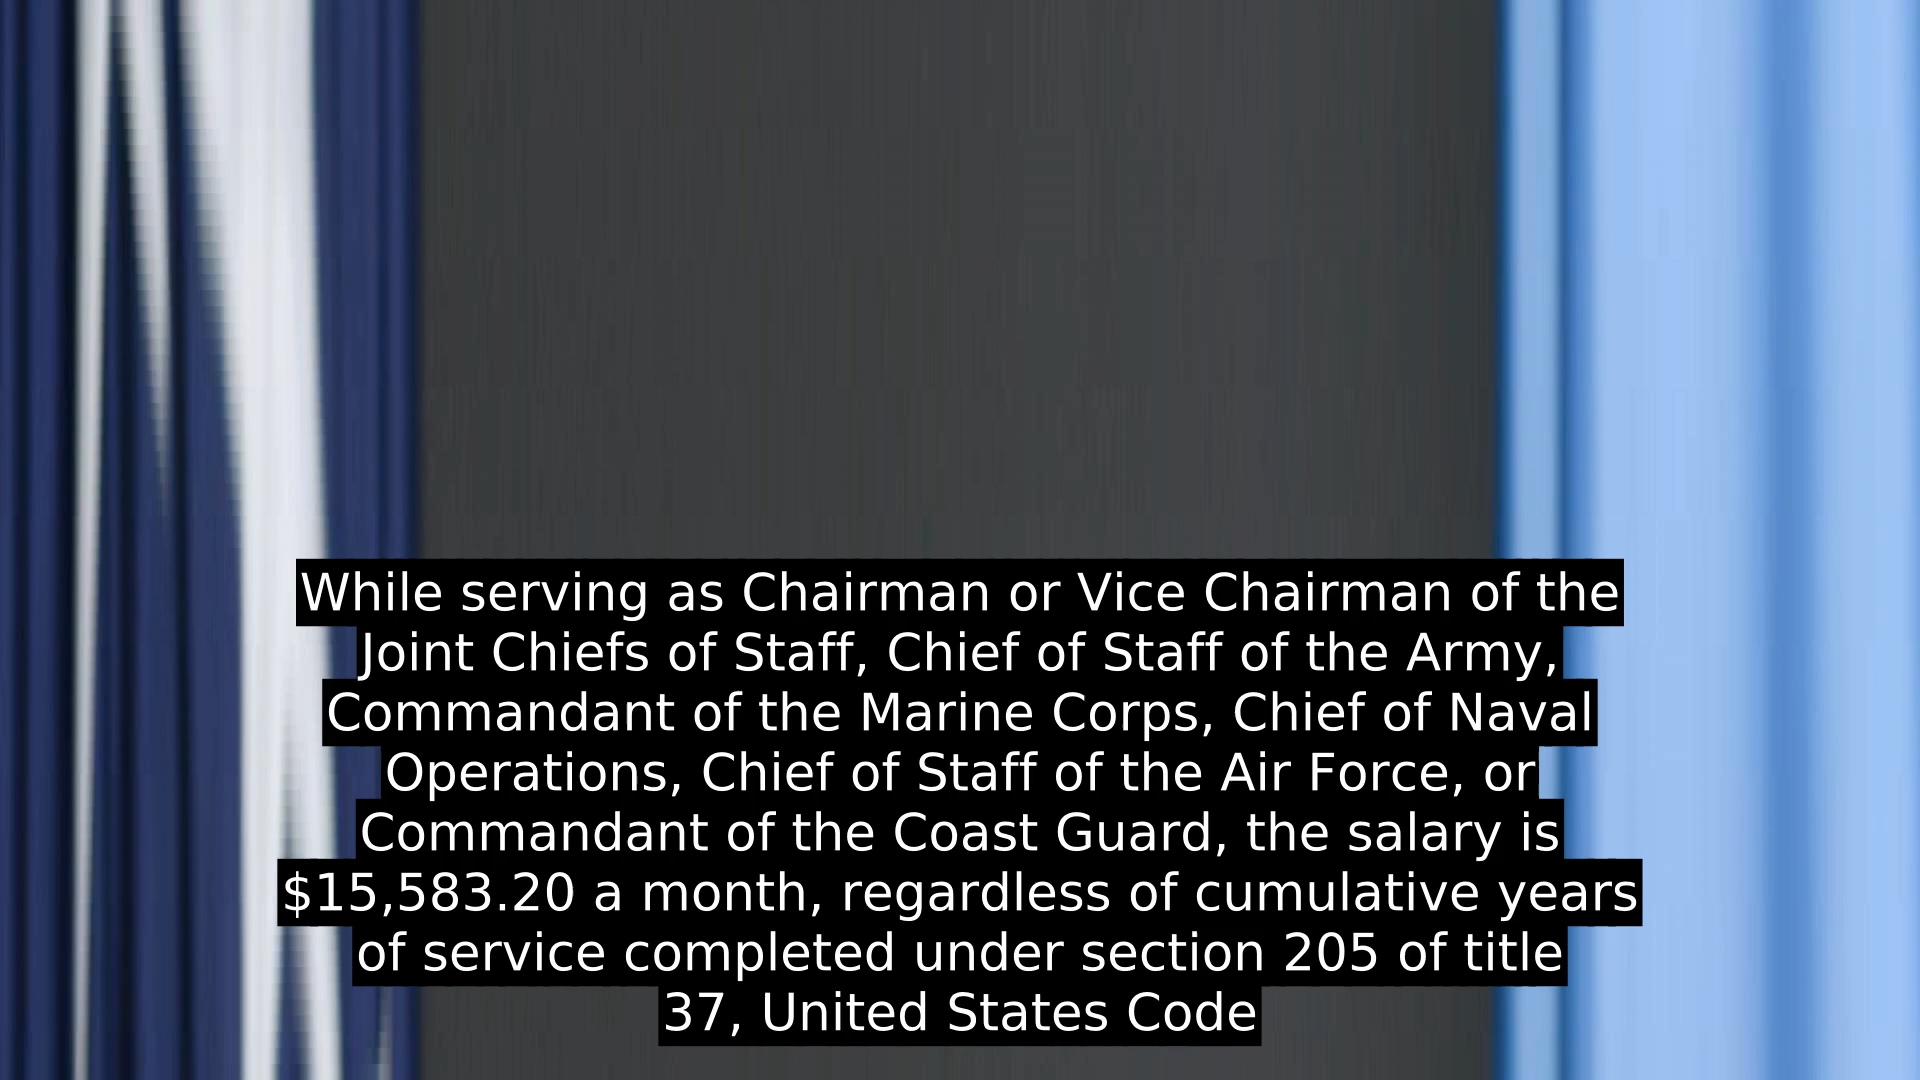 While serving as Chairman or Vice Chairman of the
Joint Chiefs of Staff, Chief of Staff of the Army,
Commandant of the Marine Corps, Chief of Naval
Operations, Chief of Staff of the Air Force, or
Commandant of the Coast Guard, the salary is
$15,583.20 a month, regardless of cumulative years
of service completed under section 205 of title
37, United States Code